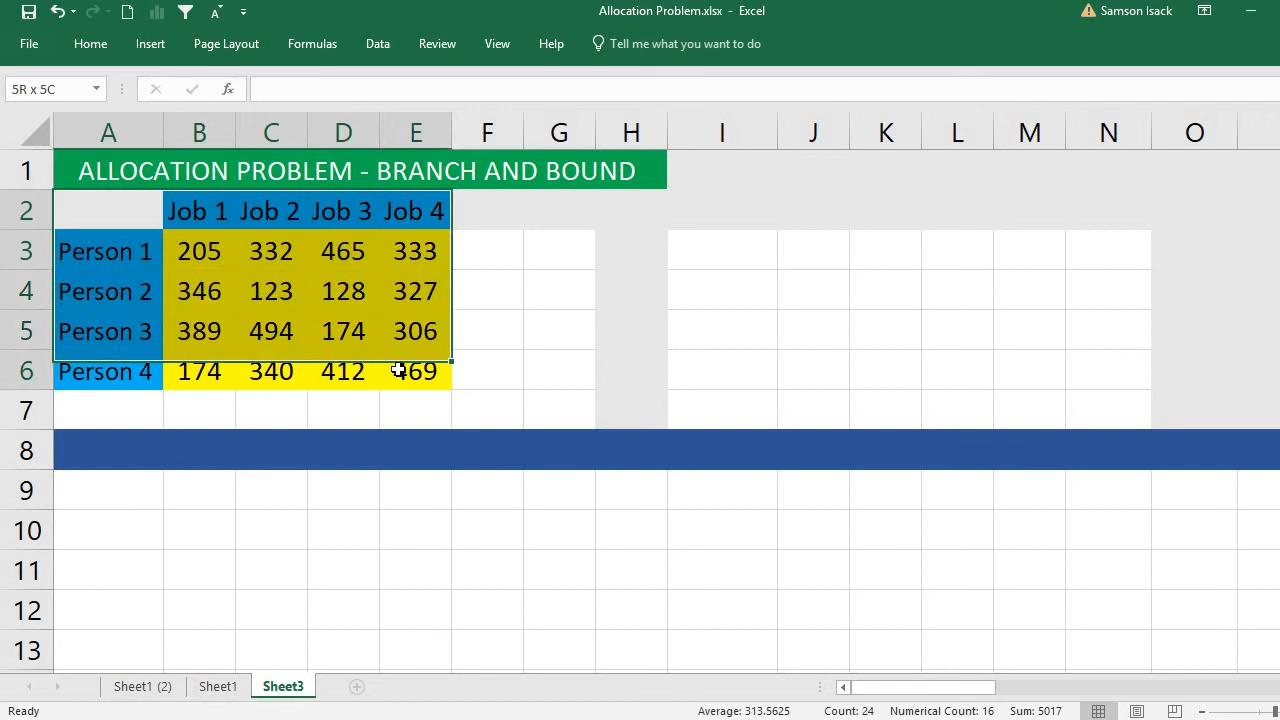 Allocation Problem.xlsx - Excel
Samson Isack
File Home Insert Page Layout Formulas Data Review View Help Tell me what you want to do
5R x 5C fx
A B C D E F G H I J K L M N O
1 ALLOCATION PROBLEM - BRANCH AND BOUND
2 Job 1 Job 2 Job 3 Job 4
3 Person 1 205 332 465 333
4 Person 2 346 123 128 327
5 Person 3 389 494 174 306
6 Person 4 174 340 412 469
7
8
9
10
11
12
13
Sheet1 (2) Sheet1 Sheet3
Ready Average: 313.5625 Count: 24 Numerical Count: 16 Sum: 5017